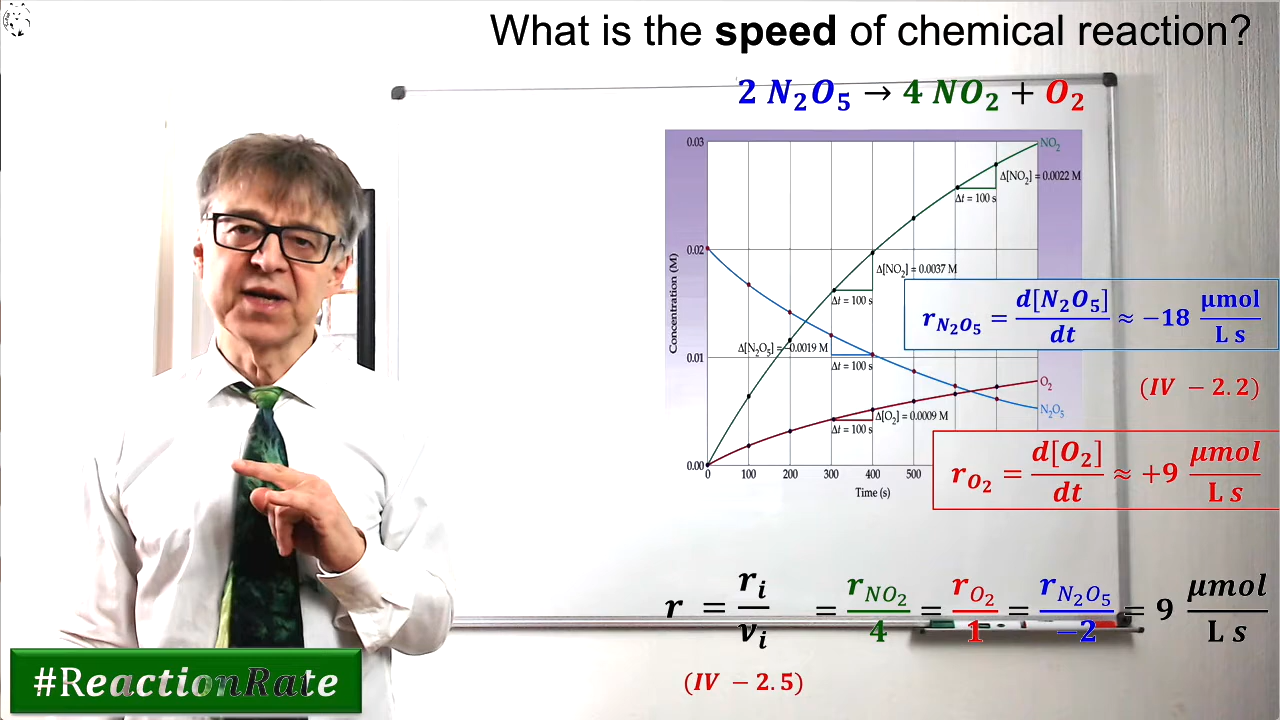 What is the speed of chemical reaction?
2 N₂O₅ → 4 NO₂ + O₂
0.03
NO₂
Δ[NO₂] = 0.0022 M
Δt = 100 s
0.02
Δ[NO₂] = 0.0037 M
Δt = 100 s
Concentration (M)
r_N₂O₅ = d[N₂O₅]/dt ≈ −18 μmol/L s
Δ[N₂O₅] = −0.0019 M
0.01
Δt = 100 s
(IV − 2.2)
O₂
N₂O₅
Δ[O₂] = 0.0009 M
Δt = 100 s
r_O₂ = d[O₂]/dt ≈ +9 μmol/L s
0.00
0 100 200 300 400 500
Time (s)
r = r_i/ν_i = r_NO₂/4 = r_O₂/1 = r_N₂O₅/−2 = 9 μmol/L s
(IV − 2.5)
#ReactionRate